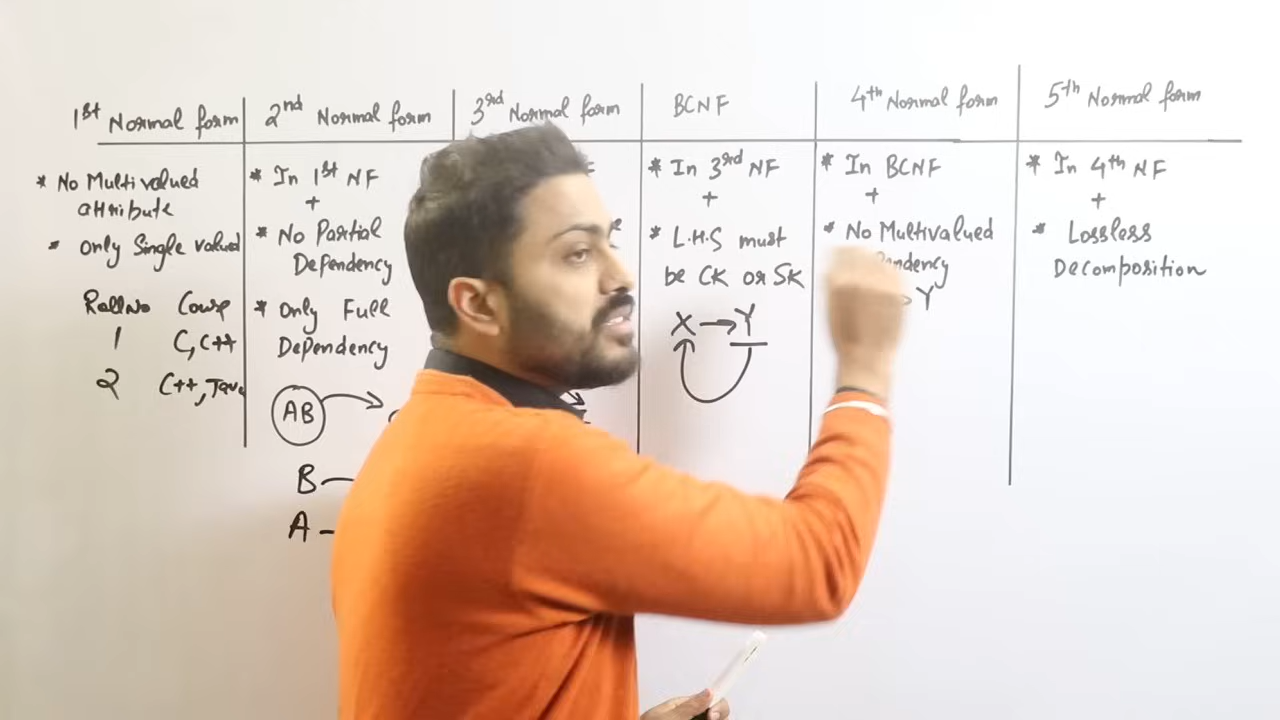 1st Normal form
* No Multivalued
attribute
* only Single valued
RollNo
1 C, C++
2 C++, Java
2nd Normal form
* In 1st NF
+
* No Partial
Dependency
* Only Full
Dependency
AB
B
A
3rd Normal form
BCNF
* In 3rd NF
+
* L.H.S must
be CK or SK
X → Y
4th Normal form
* In BCNF
+
* No Multivalued
Y
5th Normal form
* In 4th NF
+
* Lossless
Decomposition